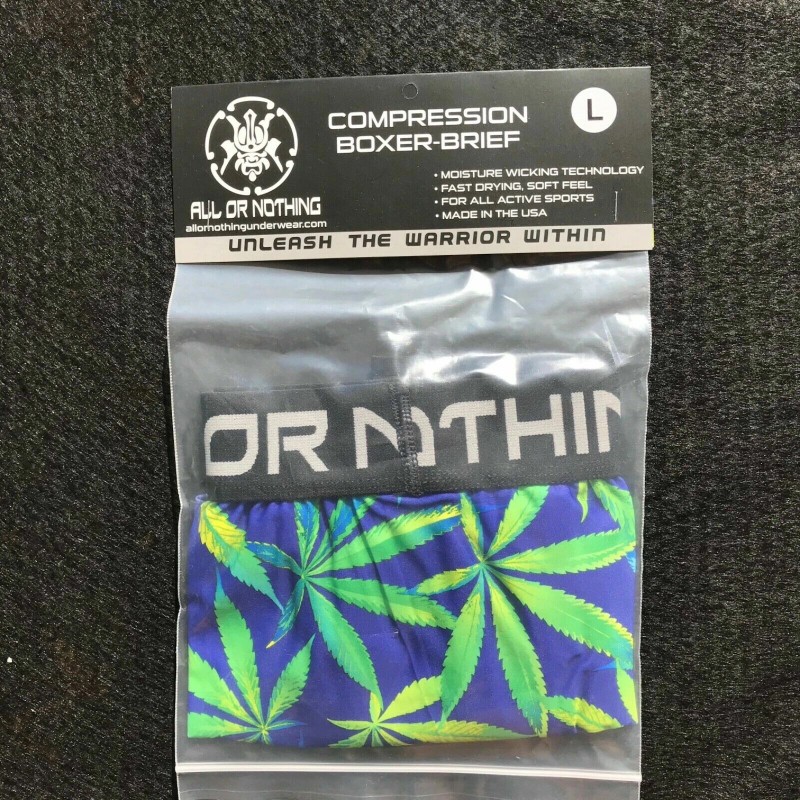 COMPRESSION
BOXER-BRIEF
L
• MOISTURE WICKING TECHNOLOGY
• FAST DRYING, SOFT FEEL
• FOR ALL ACTIVE SPORTS
• MADE IN THE USA
ALL OR NOTHING
allornothingunderwear.com
UNLEASH THE WARRIOR WITHIN
OR NOTHIN